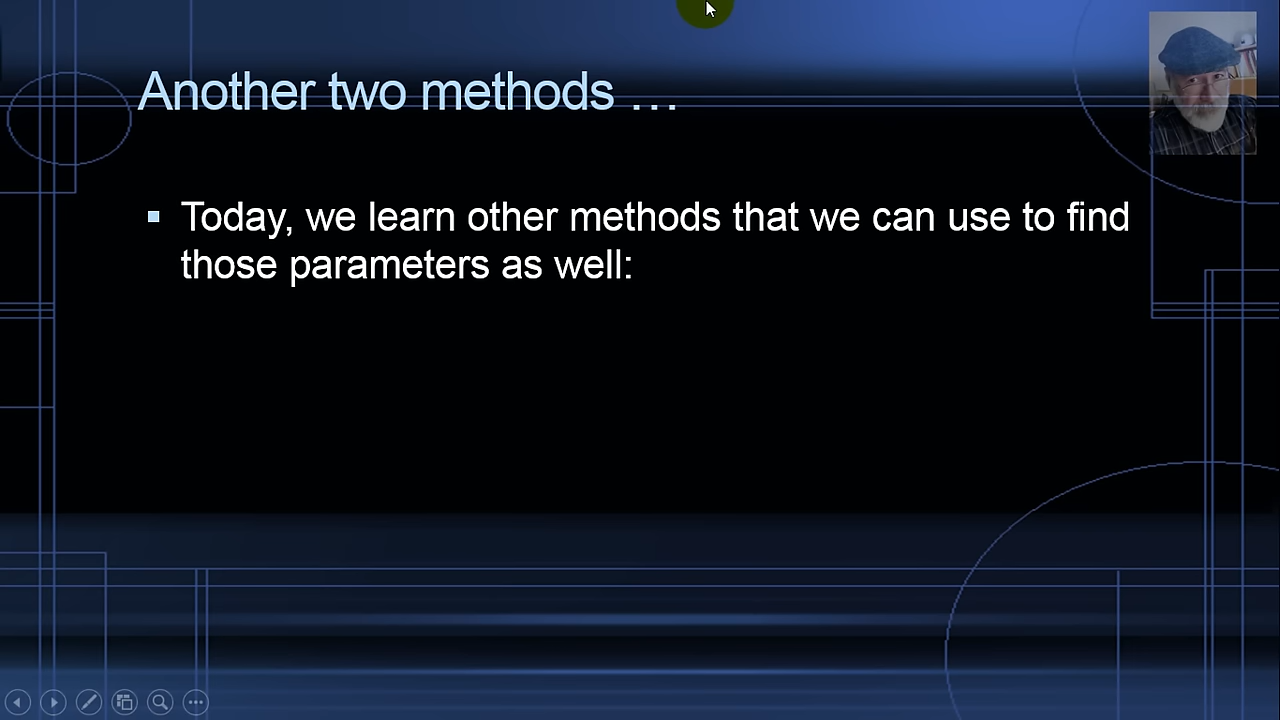 Another two methods …
Today, we learn other methods that we can use to find
those parameters as well: